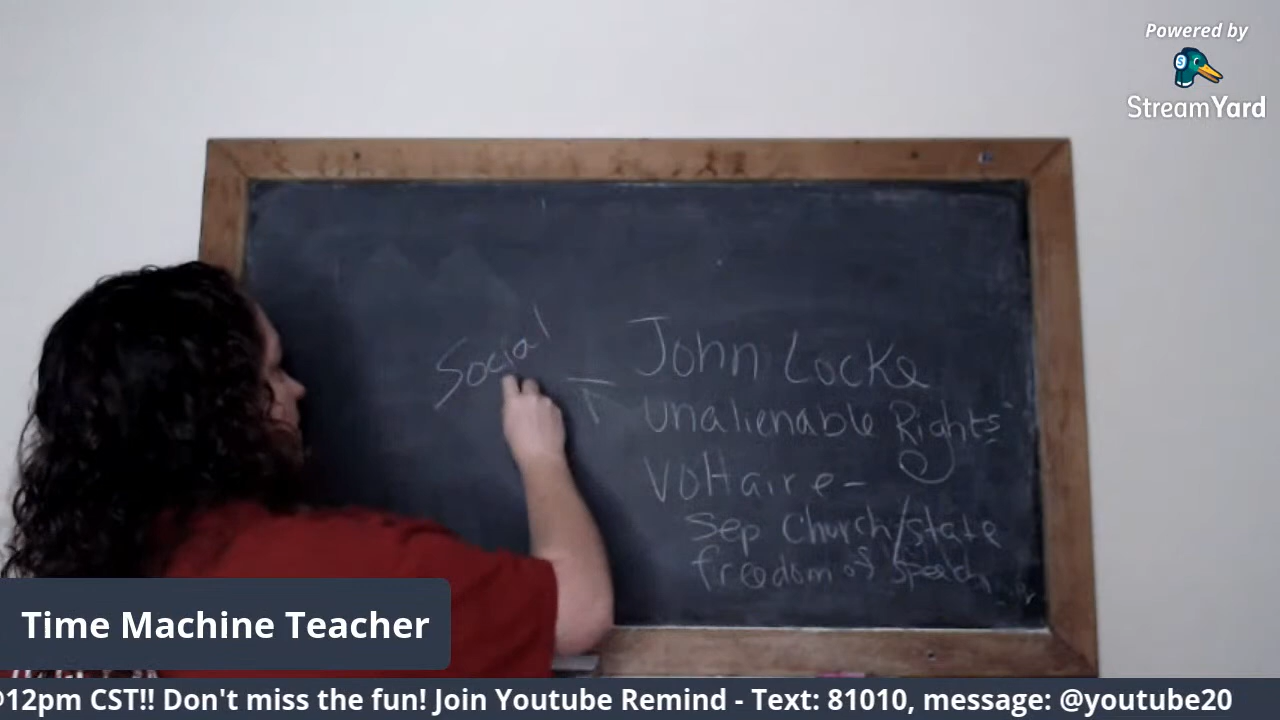 Powered by
StreamYard
Social
John Locke
unalienable Rights
Voltaire -
Sep Church/State
freedom of Speech
Time Machine Teacher
@12pm CST!! Don't miss the fun! Join Youtube Remind - Text: 81010, message: @youtube20